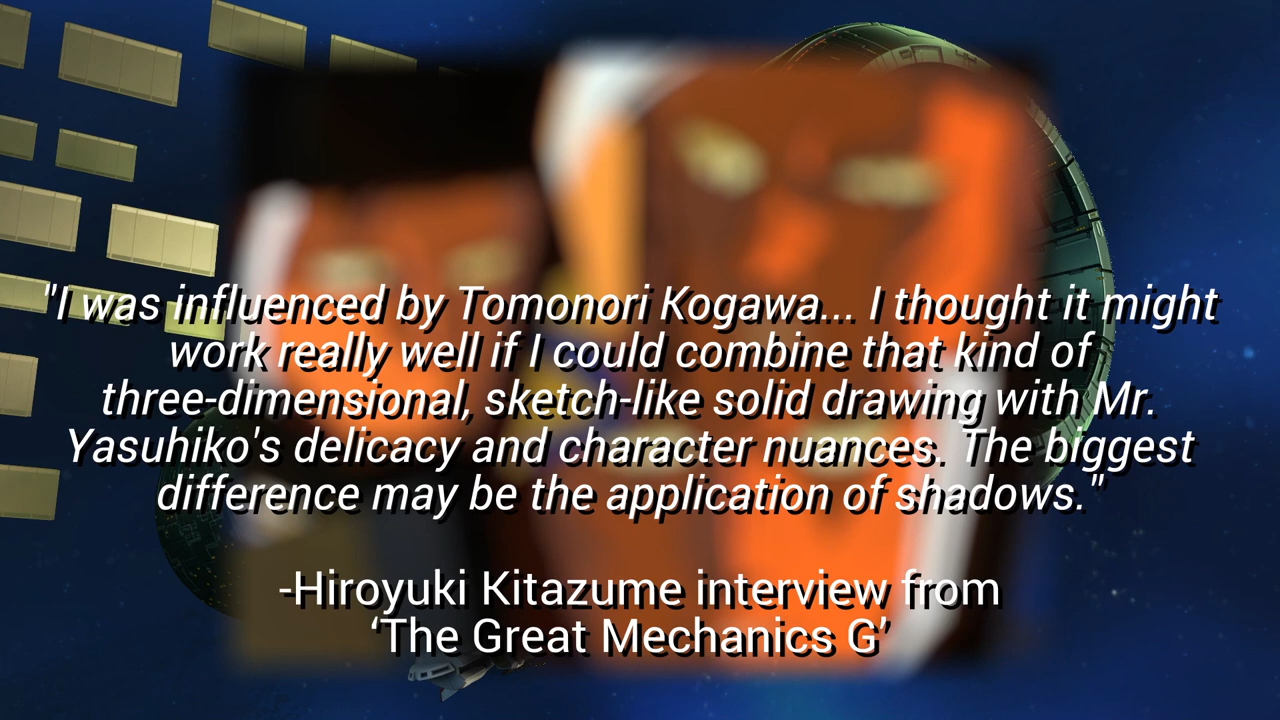 "I was influenced by Tomonori Kogawa... I thought it might
work really well if I could combine that kind of
three-dimensional, sketch-like solid drawing with Mr.
Yasuhiko's delicacy and character nuances. The biggest
difference may be the application of shadows."
-Hiroyuki Kitazume interview from
‘The Great Mechanics G’